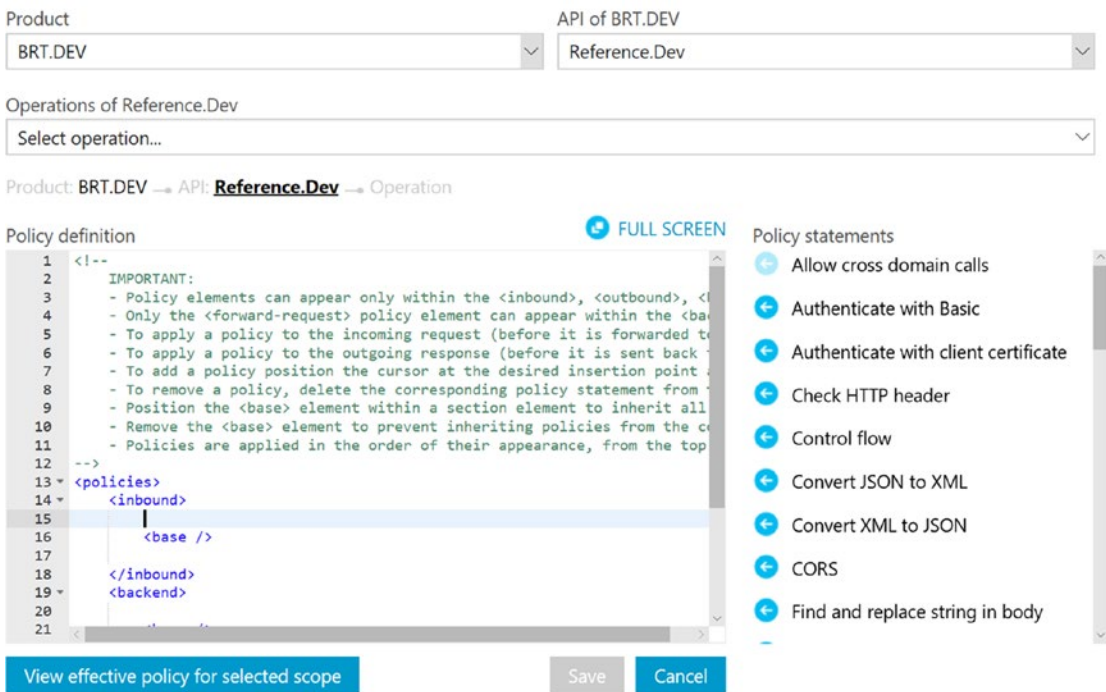 Product
API of BRT.DEV
BRT.DEV
Reference.Dev
Operations of Reference.Dev
Select operation...
Product: BRT.DEV API: Reference.Dev Operation
Policy definition
FULL SCREEN
1 <!--
2 IMPORTANT:
3 - Policy elements can appear only within the <inbound>, <outbound>, <
4 - Only the <forward-request> policy element can appear within the <ba
5 - To apply a policy to the incoming request (before it is forwarded t
6 - To apply a policy to the outgoing response (before it is sent back
7 - To add a policy position the cursor at the desired insertion point
8 - To remove a policy, delete the corresponding policy statement from
9 - Position the <base> element within a section element to inherit all
10 - Remove the <base> element to prevent inheriting policies from the c
11 - Policies are applied in the order of their appearance, from the top
12 -->
13 <policies>
14 <inbound>
15
16 <base />
17
18 </inbound>
19 <backend>
20
21
Policy statements
Allow cross domain calls
Authenticate with Basic
Authenticate with client certificate
Check HTTP header
Control flow
Convert JSON to XML
Convert XML to JSON
CORS
Find and replace string in body
View effective policy for selected scope
Save
Cancel